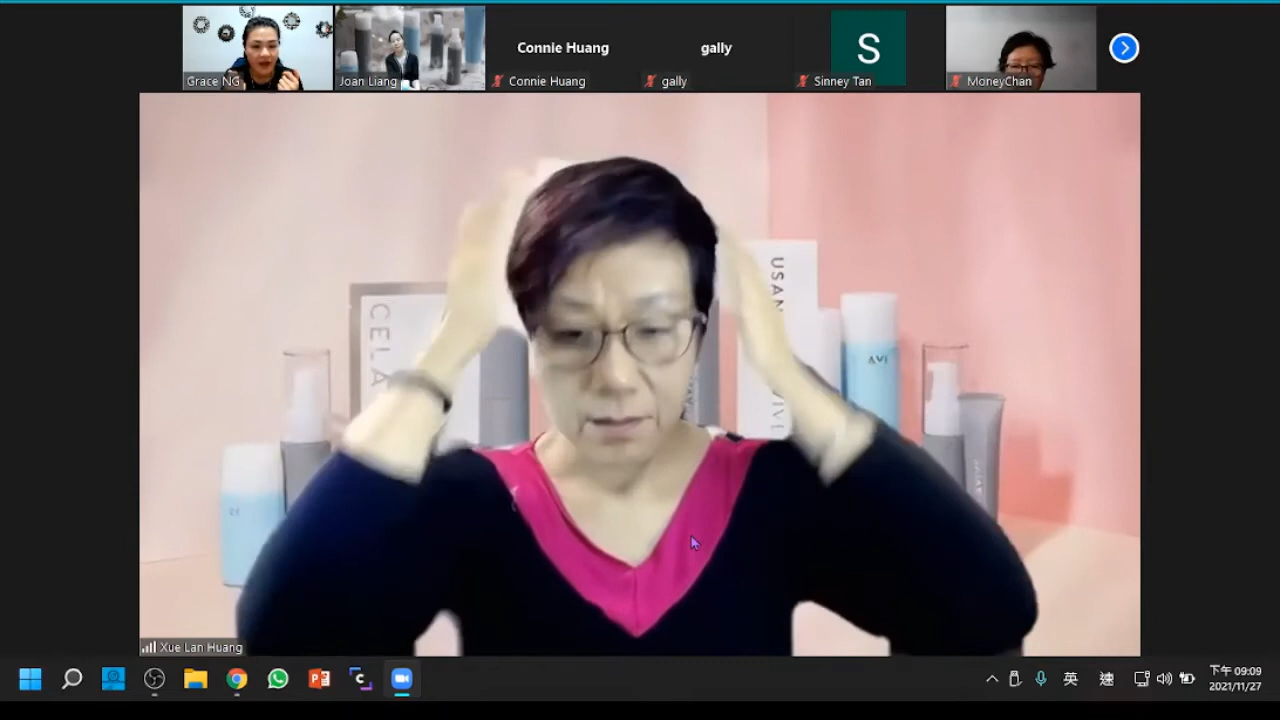 Connie Huang
gally
S
Grace NG
Joan Liang
Connie Huang
gally
Sinney Tan
MoneyChan
CELA
USAN
VIVE
AVI
Xue Lan Huang
英
速
下午 09:09
2021/11/27